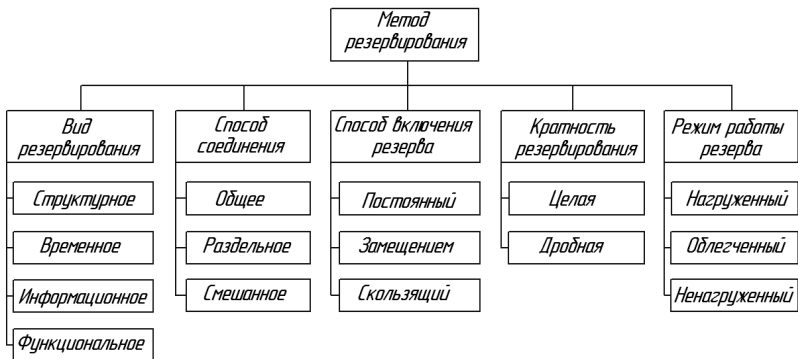 Метод
резервирования
Вид
резервирования
Структурное
Временное
Информационное
Функциональное
Способ
соединения
Общее
Раздельное
Смешанное
Способ включения
резерва
Постоянный
Замещением
Скользящий
Кратность
резервирования
Целая
Дробная
Режим работы
резерва
Нагруженный
Облегченный
Ненагруженный